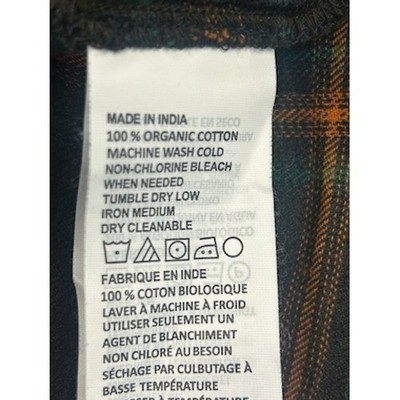 MADE IN INDIA
100 % ORGANIC COTTON
MACHINE WASH COLD
NON-CHLORINE BLEACH
WHEN NEEDED
TUMBLE DRY LOW
IRON MEDIUM
DRY CLEANABLE
FABRIQUE EN INDE
100 % COTON BIOLOGIQUE
LAVER À MACHINE À FROID
UTILISER SEULEMENT UN
AGENT DE BLANCHIMENT
NON CHLORÉ AU BESOIN
SÉCHAGE PAR CULBUTAGE À
BASSE TEMPÉRATURE